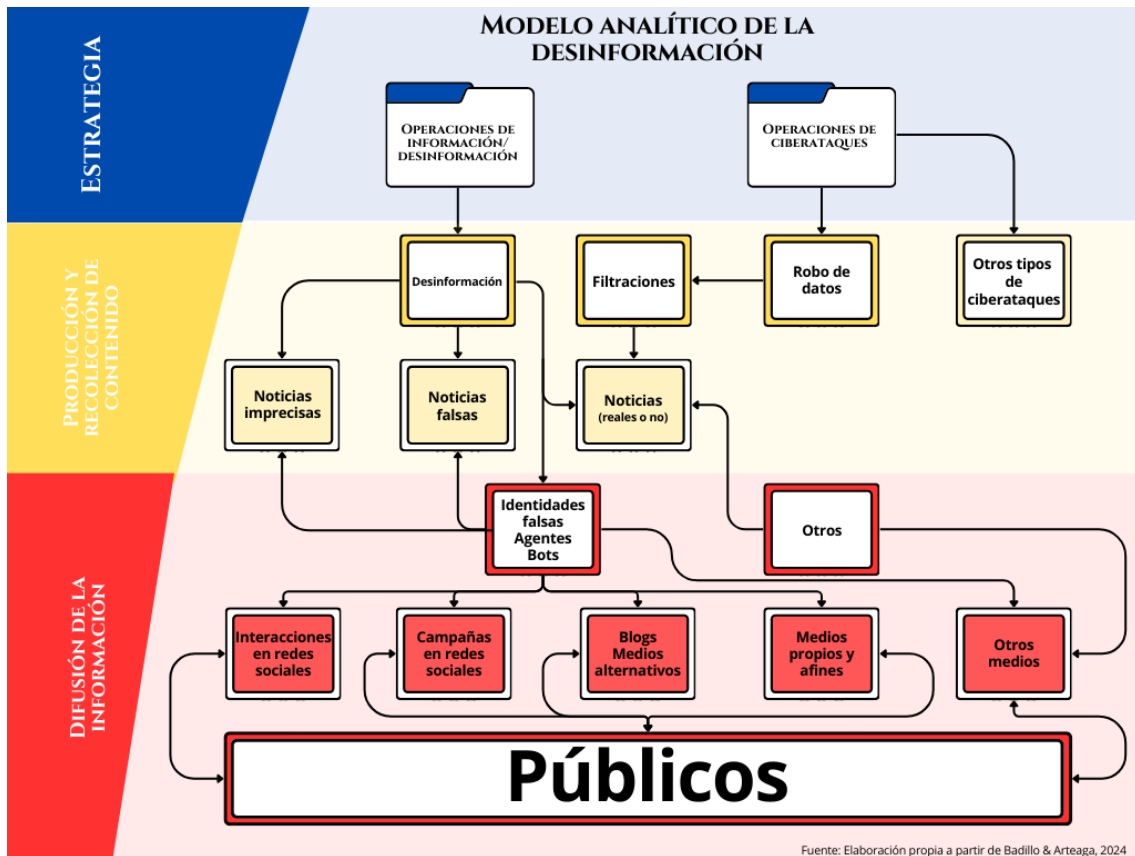 MODELO ANALÍTICO DE LA
DESINFORMACIÓN
ESTRATEGIA
OPERACIONES DE
INFORMACIÓN/
DESINFORMACIÓN
OPERACIONES DE
CIBERATAQUES
PRODUCCIÓN Y
RECOLECCIÓN DE
CONTENIDO
Desinformación
Filtraciones
Robo de
datos
Otros tipos
de
ciberataques
Noticias
imprecisas
Noticias
falsas
Noticias
(reales o no)
DIFUSIÓN DE LA
INFORMACIÓN
Identidades
falsas
Agentes
Bots
Otros
Interacciones
en redes
sociales
Campañas
en redes
sociales
Blogs
Medios
alternativos
Medios
propios y
afines
Otros
medios
Públicos
Fuente: Elaboración propia a partir de Badillo & Arteaga, 2024